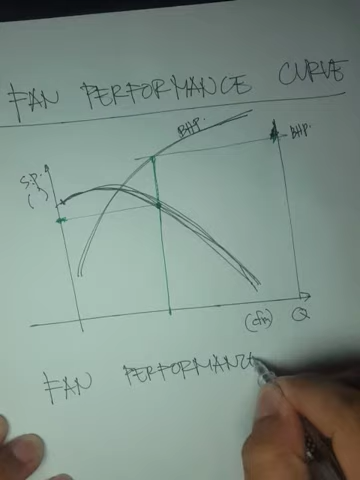 FAN PERFORMANCE CURVE
BHP.
BHP.
S.P.
(")
(cfm) Q
FAN PERFORMANC